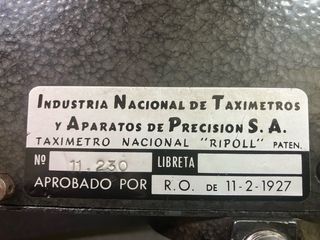 INDUSTRIA NACIONAL DE TAXIMETROS
Y APARATOS DE PRECISION S. A.
TAXIMETRO NACIONAL "RIPOLL" PATEN.
Nº 11.230 LIBRETA
APROBADO POR R.O. DE 11-2-1927